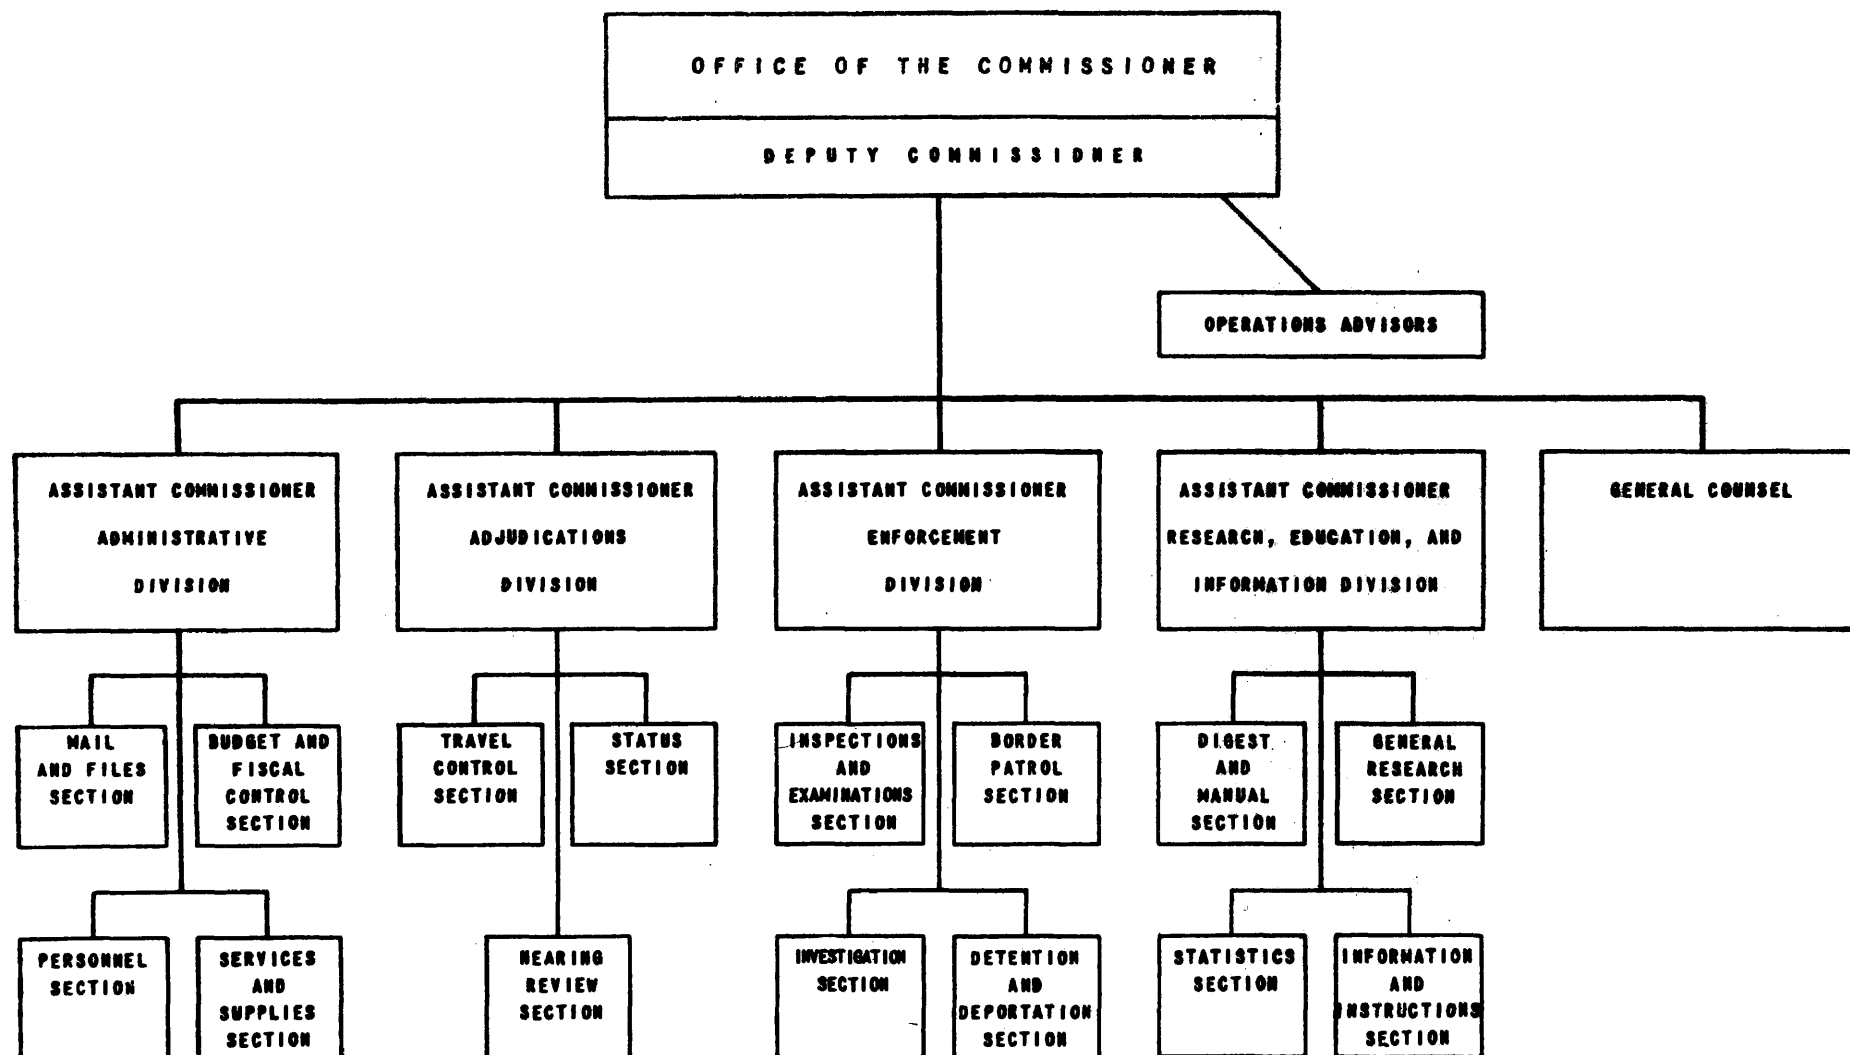 OFFICE OF THE COMMISSIONER
DEPUTY COMMISSIONER
OPERATIONS ADVISORS
ASSISTANT COMMISSIONER
ADMINISTRATIVE
DIVISION
ASSISTANT COMMISSIONER
ADJUDICATIONS
DIVISION
ASSISTANT COMMISSIONER
ENFORCEMENT
DIVISION
ASSISTANT COMMISSIONER
RESEARCH, EDUCATION, AND
INFORMATION DIVISION
GENERAL COUNSEL
MAIL
AND FILES
SECTION
BUDGET AND
FISCAL
CONTROL
SECTION
TRAVEL
CONTROL
SECTION
STATUS
SECTION
INSPECTIONS
AND
EXAMINATIONS
SECTION
BORDER
PATROL
SECTION
DIGEST
AND
MANUAL
SECTION
GENERAL
RESEARCH
SECTION
PERSONNEL
SECTION
SERVICES
AND
SUPPLIES
SECTION
HEARING
REVIEW
SECTION
INVESTIGATION
SECTION
DETENTION
AND
DEPORTATION
SECTION
STATISTICS
SECTION
INFORMATION
AND
INSTRUCTIONS
SECTION